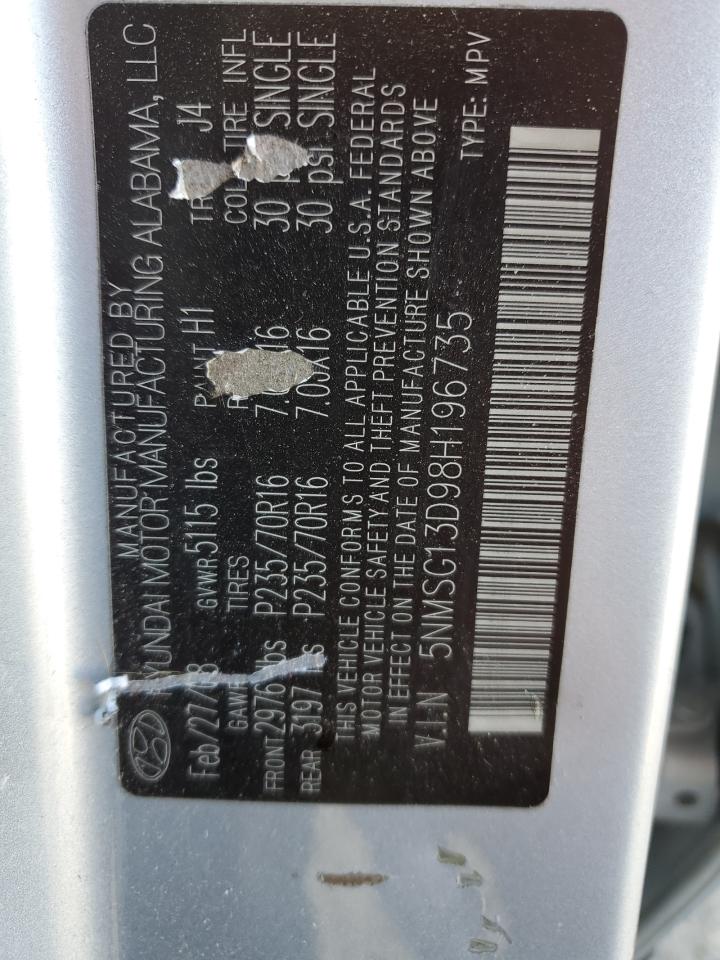 MANUFACTURED BY
HYUNDAI MOTOR MANUFACTURING ALABAMA, LLC
Feb/27/08 GVWR 5115 lbs PAINT H1 J4
TIRES COLD TIRE INFL
FRONT 2976 lbs P235/70R16 30 SINGLE
REAR 3197 P235/70R16 7.0JX16 30 psi SINGLE
THIS VEHICLE CONFORMS TO ALL APPLICABLE U.S.A. FEDERAL
MOTOR VEHICLE SAFETY AND THEFT PREVENTION STANDARDS
IN EFFECT ON THE DATE OF MANUFACTURE SHOWN ABOVE
V.I.N 5NMSG13D98H196735 TYPE: MPV